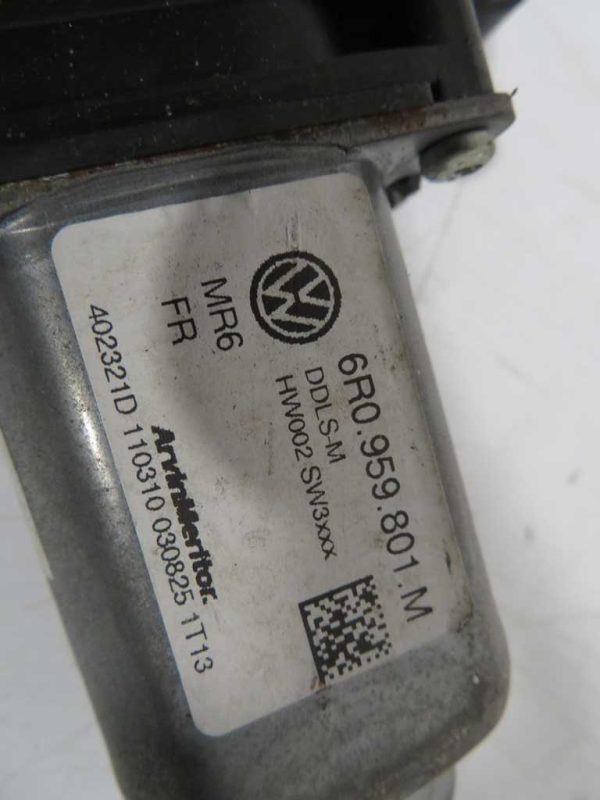 6R0.959.801.M
DDLS-M
HW002 SW3xxx
MR6
FR
ArvinMeritor.
402321D 110310 030825 1T13